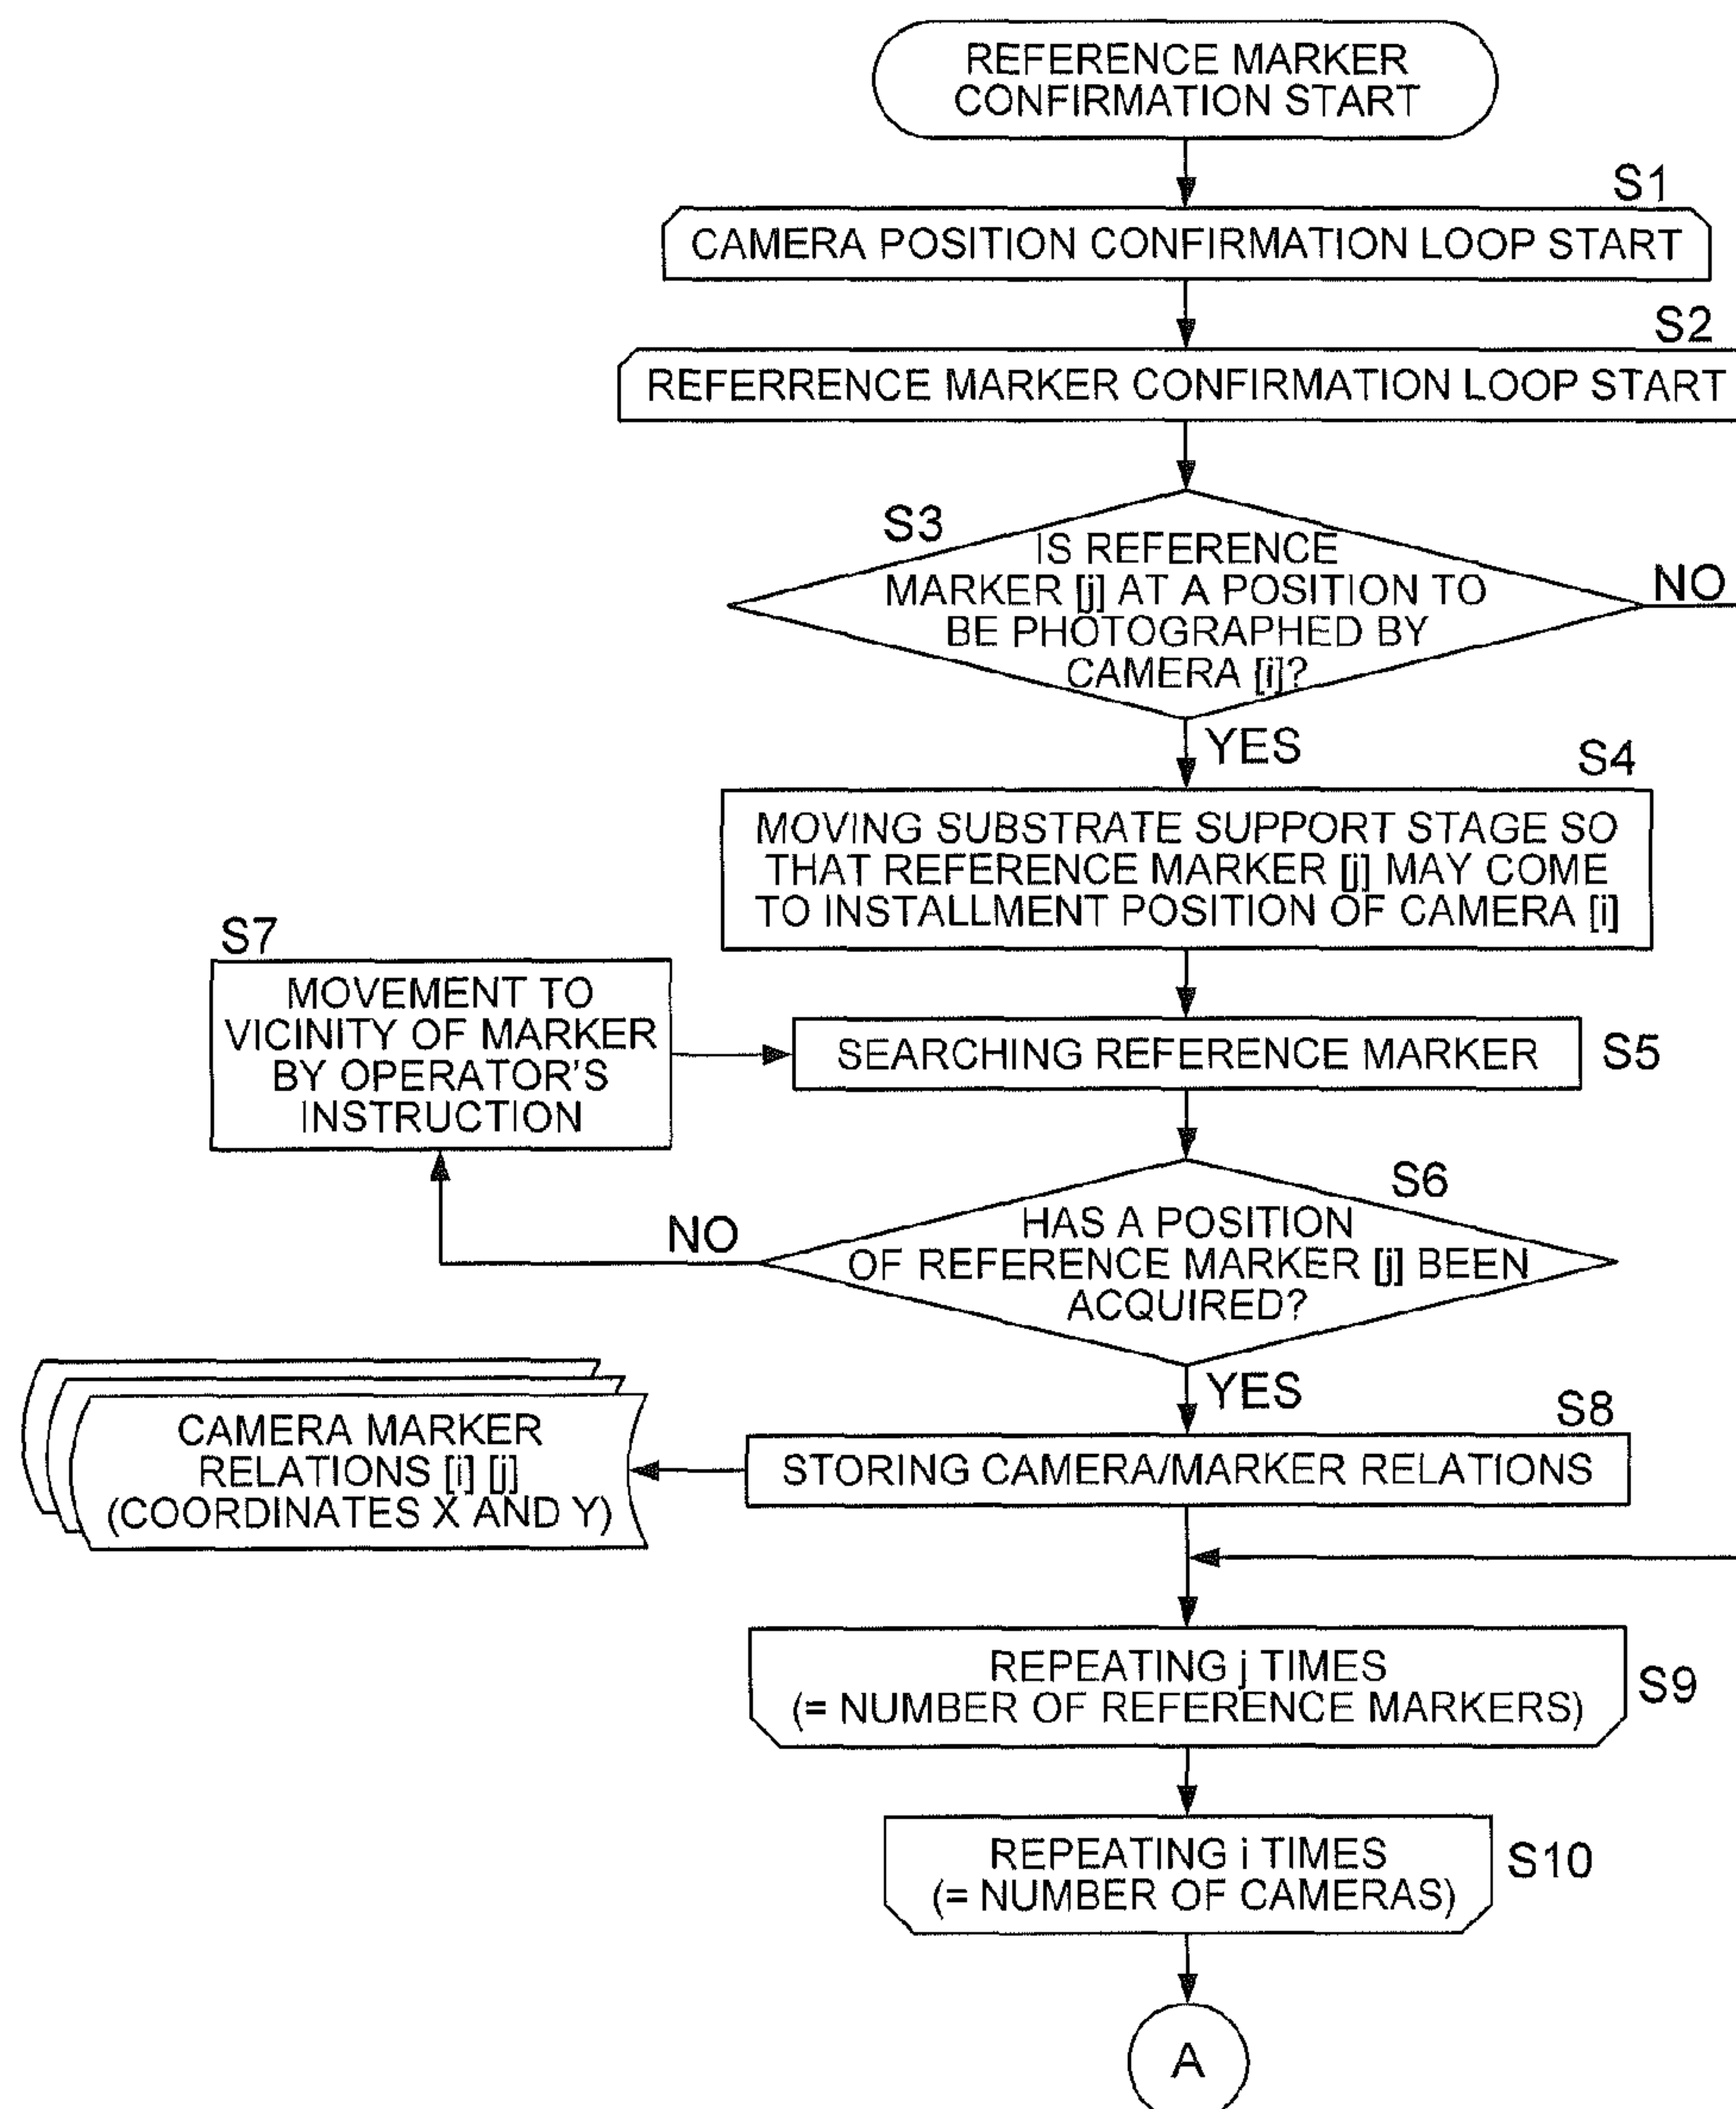 REFERENCE MARKER
CONFIRMATION START
S1
CAMERA POSITION CONFIRMATION LOOP START
S2
REFERRENCE MARKER CONFIRMATION LOOP START
S3
IS REFERENCE
MARKER [j] AT A POSITION TO
BE PHOTOGRAPHED BY
CAMERA [i]?
NO
YES
S4
MOVING SUBSTRATE SUPPORT STAGE SO
THAT REFERENCE MARKER [j] MAY COME
TO INSTALLMENT POSITION OF CAMERA [i]
S7
MOVEMENT TO
VICINITY OF MARKER
BY OPERATOR'S
INSTRUCTION
SEARCHING REFERENCE MARKER
S5
S6
HAS A POSITION
OF REFERENCE MARKER [j] BEEN
ACQUIRED?
NO
YES
S8
CAMERA MARKER
RELATIONS [i] [j]
(COORDINATES X AND Y)
STORING CAMERA/MARKER RELATIONS
REPEATING j TIMES
(= NUMBER OF REFERENCE MARKERS)
S9
REPEATING i TIMES
(= NUMBER OF CAMERAS)
S10
A